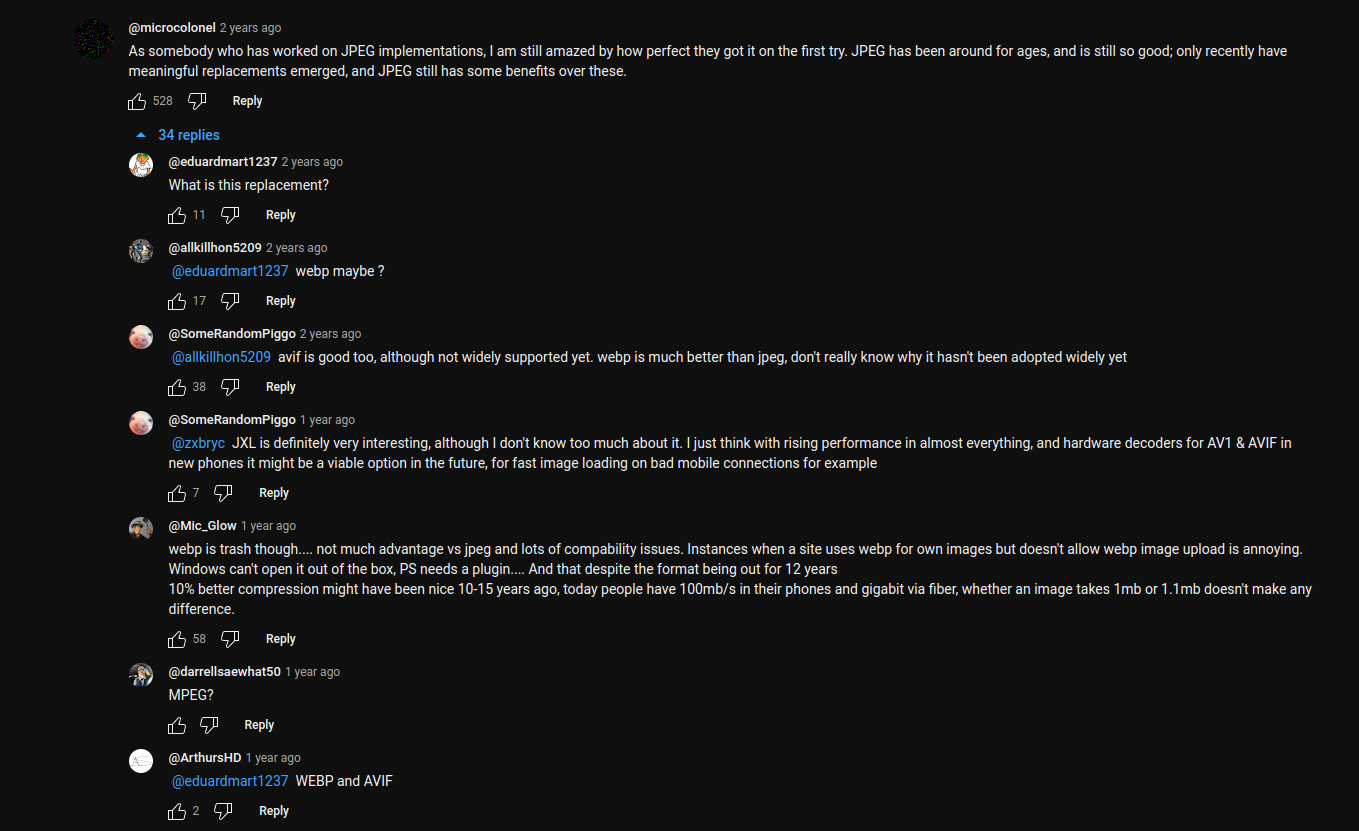 @microcolonel 2 years ago
As somebody who has worked on JPEG implementations, I am still amazed by how perfect they got it on the first try. JPEG has been around for ages, and is still so good; only recently have
meaningful replacements emerged, and JPEG still has some benefits over these.
528 Reply
34 replies
@eduardmart1237 2 years ago
What is this replacement?
11 Reply
@allkillhon5209 2 years ago
@eduardmart1237 webp maybe ?
17 Reply
@SomeRandomPiggo 2 years ago
@allkillhon5209 avif is good too, although not widely supported yet. webp is much better than jpeg, don't really know why it hasn't been adopted widely yet
38 Reply
@SomeRandomPiggo 1 year ago
@zxbryc JXL is definitely very interesting, although I don't know too much about it. I just think with rising performance in almost everything, and hardware decoders for AV1 & AVIF in
new phones it might be a viable option in the future, for fast image loading on bad mobile connections for example
7 Reply
@Mic_Glow 1 year ago
webp is trash though.... not much advantage vs jpeg and lots of compability issues. Instances when a site uses webp for own images but doesn't allow webp image upload is annoying.
Windows can't open it out of the box, PS needs a plugin.... And that despite the format being out for 12 years
10% better compression might have been nice 10-15 years ago, today people have 100mb/s in their phones and gigabit via fiber, whether an image takes 1mb or 1.1mb doesn't make any
difference.
58 Reply
@darrellsaewhat50 1 year ago
MPEG?
Reply
@ArthursHD 1 year ago
@eduardmart1237 WEBP and AVIF
2 Reply